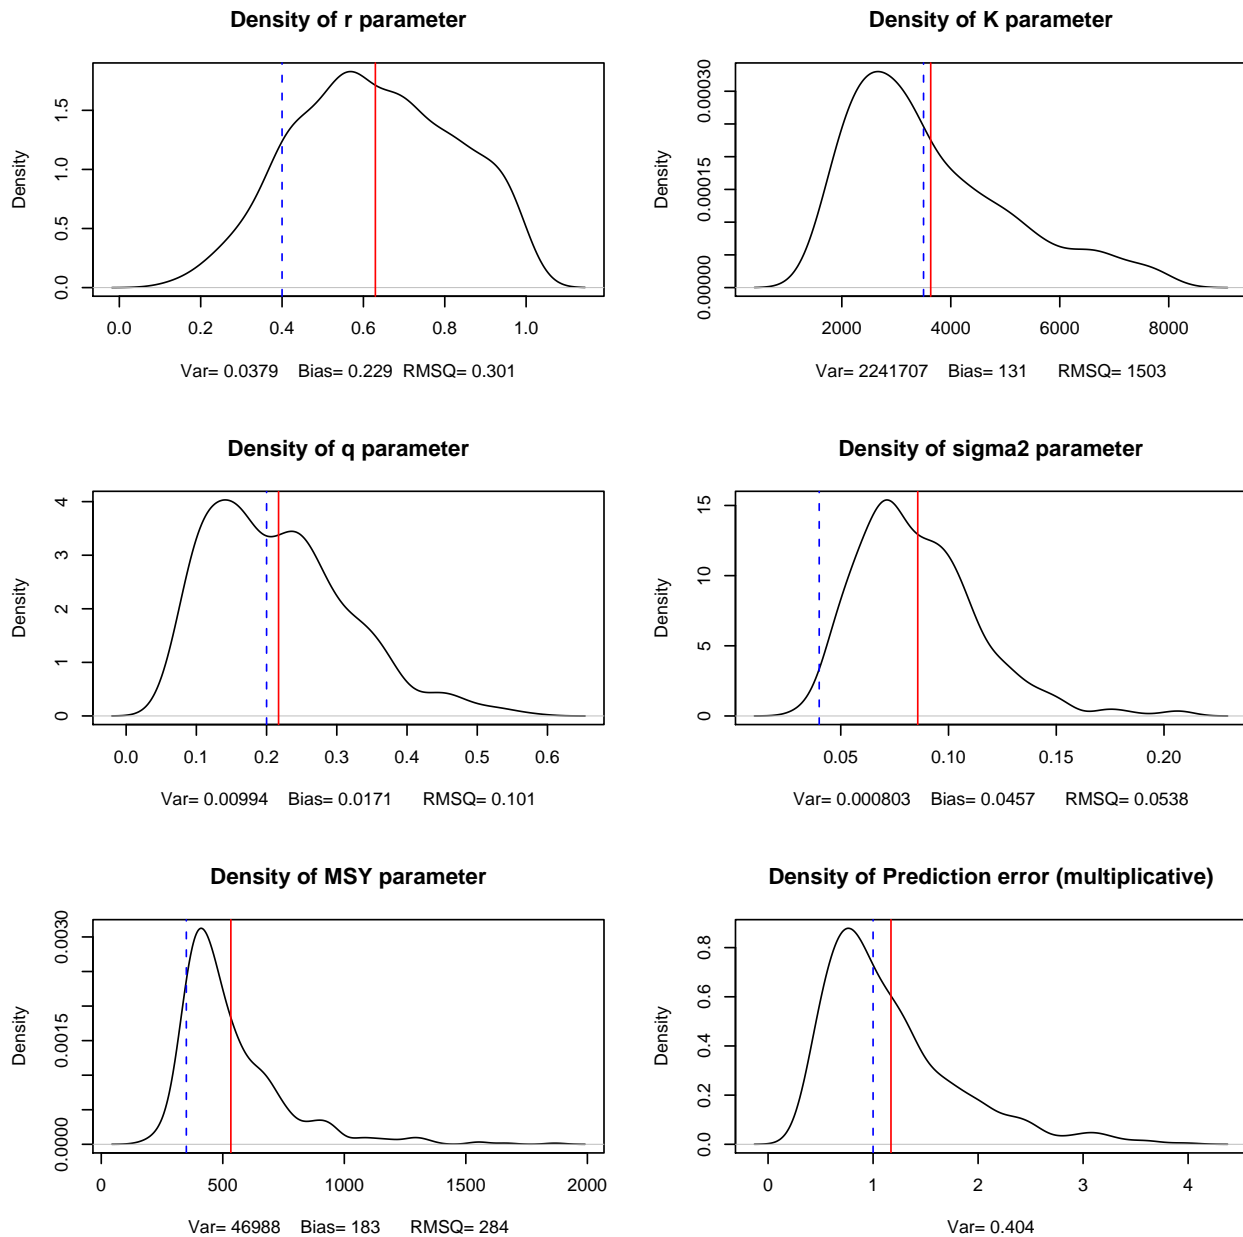 Density of r parameter
Density
0.0 0.5 1.0 1.5
0.0 0.2 0.4 0.6 0.8 1.0
Var= 0.0379 Bias= 0.229 RMSQ= 0.301
Density of K parameter
Density
0.00000 0.00015 0.00030
2000 4000 6000 8000
Var= 2241707 Bias= 131 RMSQ= 1503
Density of q parameter
Density
0 1 2 3 4
0.0 0.1 0.2 0.3 0.4 0.5 0.6
Var= 0.00994 Bias= 0.0171 RMSQ= 0.101
Density of sigma2 parameter
Density
0 5 10 15
0.05 0.10 0.15 0.20
Var= 0.000803 Bias= 0.0457 RMSQ= 0.0538
Density of MSY parameter
Density
0.0000 0.0015 0.0030
0 500 1000 1500 2000
Var= 46988 Bias= 183 RMSQ= 284
Density of Prediction error (multiplicative)
Density
0.0 0.2 0.4 0.6 0.8
0 1 2 3 4
Var= 0.404